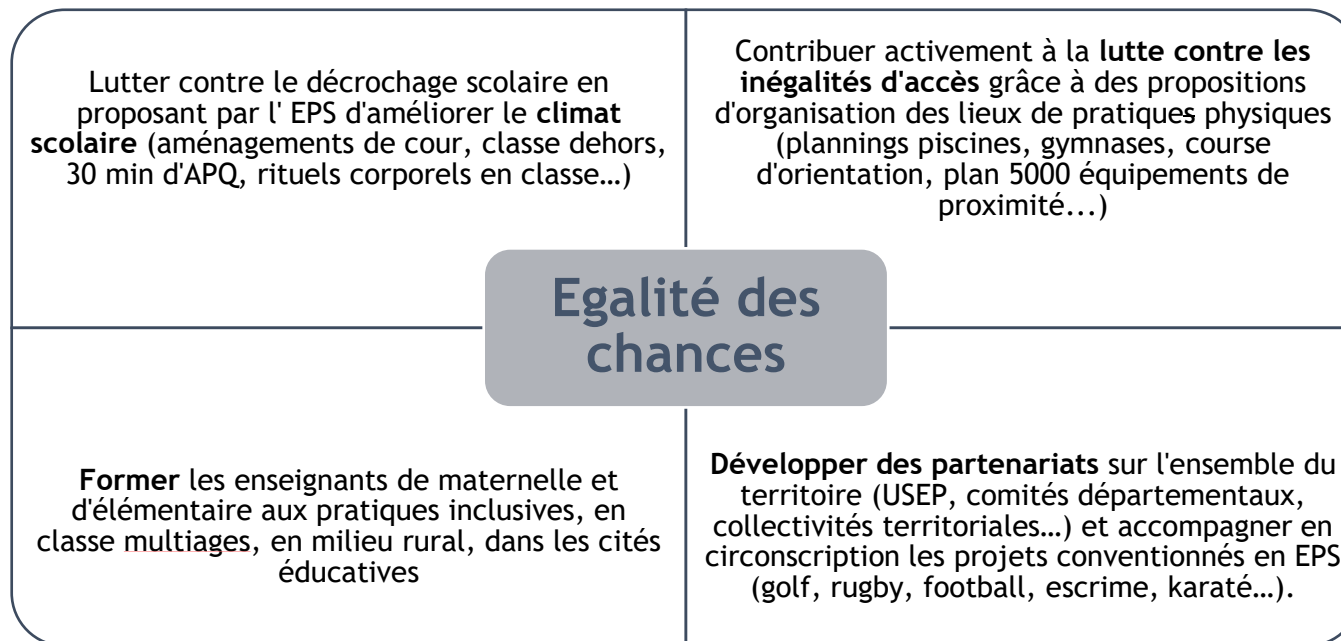 Lutter contre le décrochage scolaire en
proposant par l' EPS d'améliorer le climat
scolaire (aménagements de cour, classe dehors,
30 min d'APQ, rituels corporels en classe…)
Contribuer activement à la lutte contre les
inégalités d'accès grâce à des propositions
d'organisation des lieux de pratiques physiques
(plannings piscines, gymnases, course
d'orientation, plan 5000 équipements de
proximité...)
Egalité des
chances
Former les enseignants de maternelle et
d'élémentaire aux pratiques inclusives, en
classe multiages, en milieu rural, dans les cités
éducatives
Développer des partenariats sur l'ensemble du
territoire (USEP, comités départementaux,
collectivités territoriales…) et accompagner en
circonscription les projets conventionnés en EPS
(golf, rugby, football, escrime, karaté…).